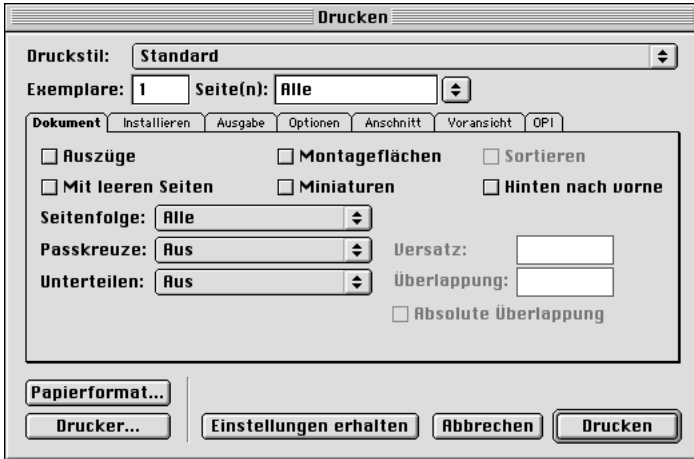 Drucken
Druckstil: Standard
Exemplare: 1 Seite(n): Alle
Dokument Installieren Ausgabe Optionen Anschnitt Voransicht OPI
Auszüge Montageflächen Sortieren
Mit leeren Seiten Miniaturen Hinten nach vorne
Seitenfolge: Alle
Passkreuze: Aus Versatz:
Unterteilen: Aus Überlappung:
Absolute Überlappung
Papierformat...
Drucker... Einstellungen erhalten Abbrechen Drucken